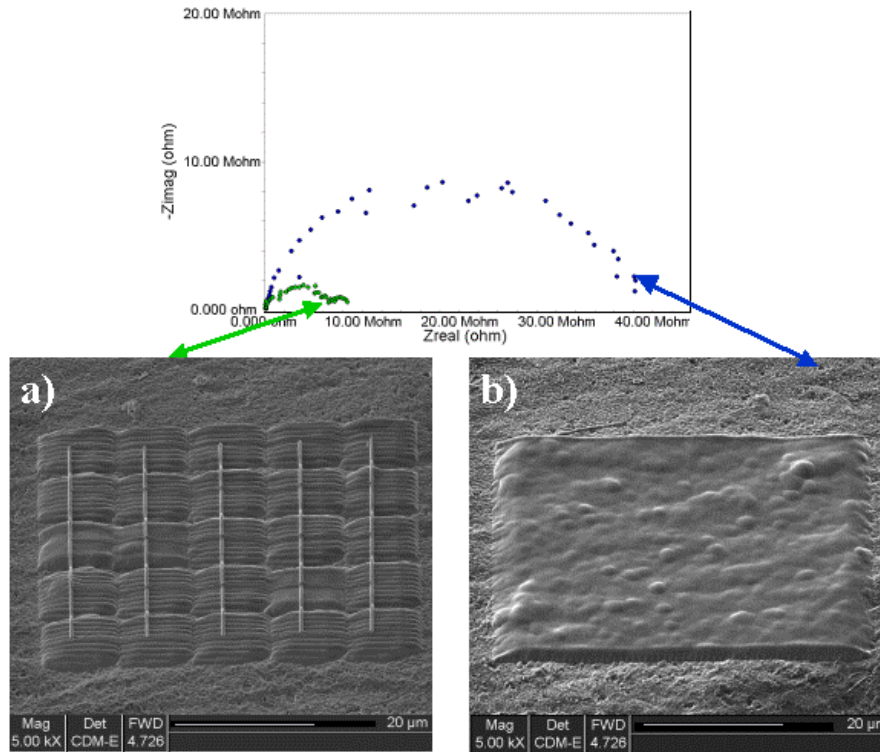 20.00 Mohm
-Zimag (ohm)
10.00 Mohm
0.000 ohm
0.000 ohm 10.00 Mohm 20.00 Mohm 30.00 Mohm 40.00 Mohm
Zreal (ohm)
a)
b)
Mag Det FWD 20 µm
5.00 kX CDM-E 4.726
Mag Det FWD 20 µm
5.00 kX CDM-E 4.726